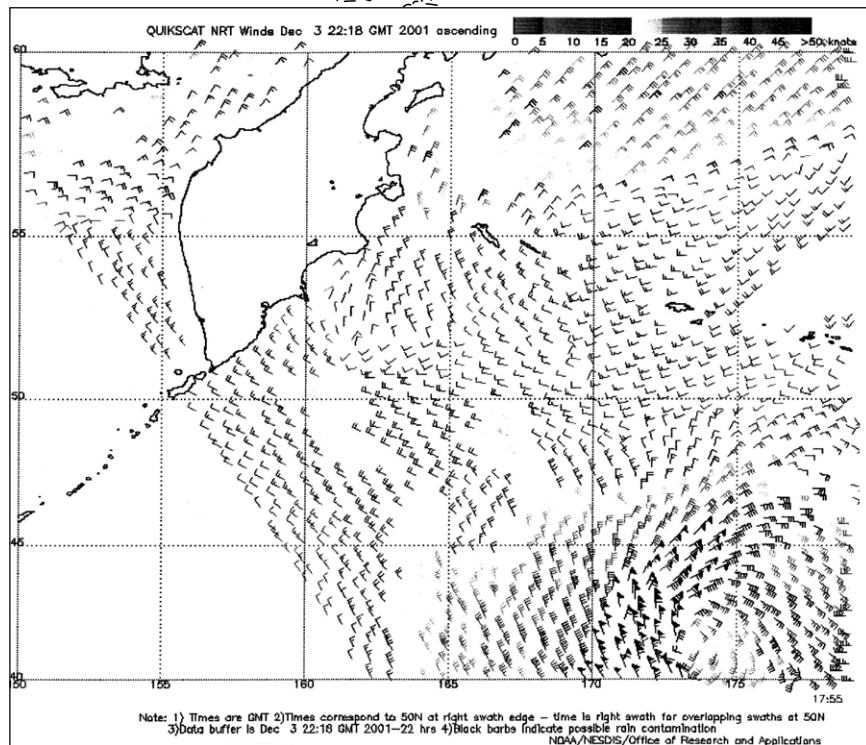 QUIKSCAT NRT Winds Dec 3 22:18 GMT 2001 ascending
0 5 10 15 20 25 30 35 40 45 >50 knots
60
55
50
45
40
150 155 160 165 170 175
17:55
Note: 1) Times are GMT 2)Times correspond to 50N at right swath edge – time is right swath for overlapping swaths at 50N
3)Data buffer is Dec 3 22:18 GMT 2001–22 hrs 4)Black barbs indicate possible rain contamination
NOAA/NESDIS/Office of Research and Applications